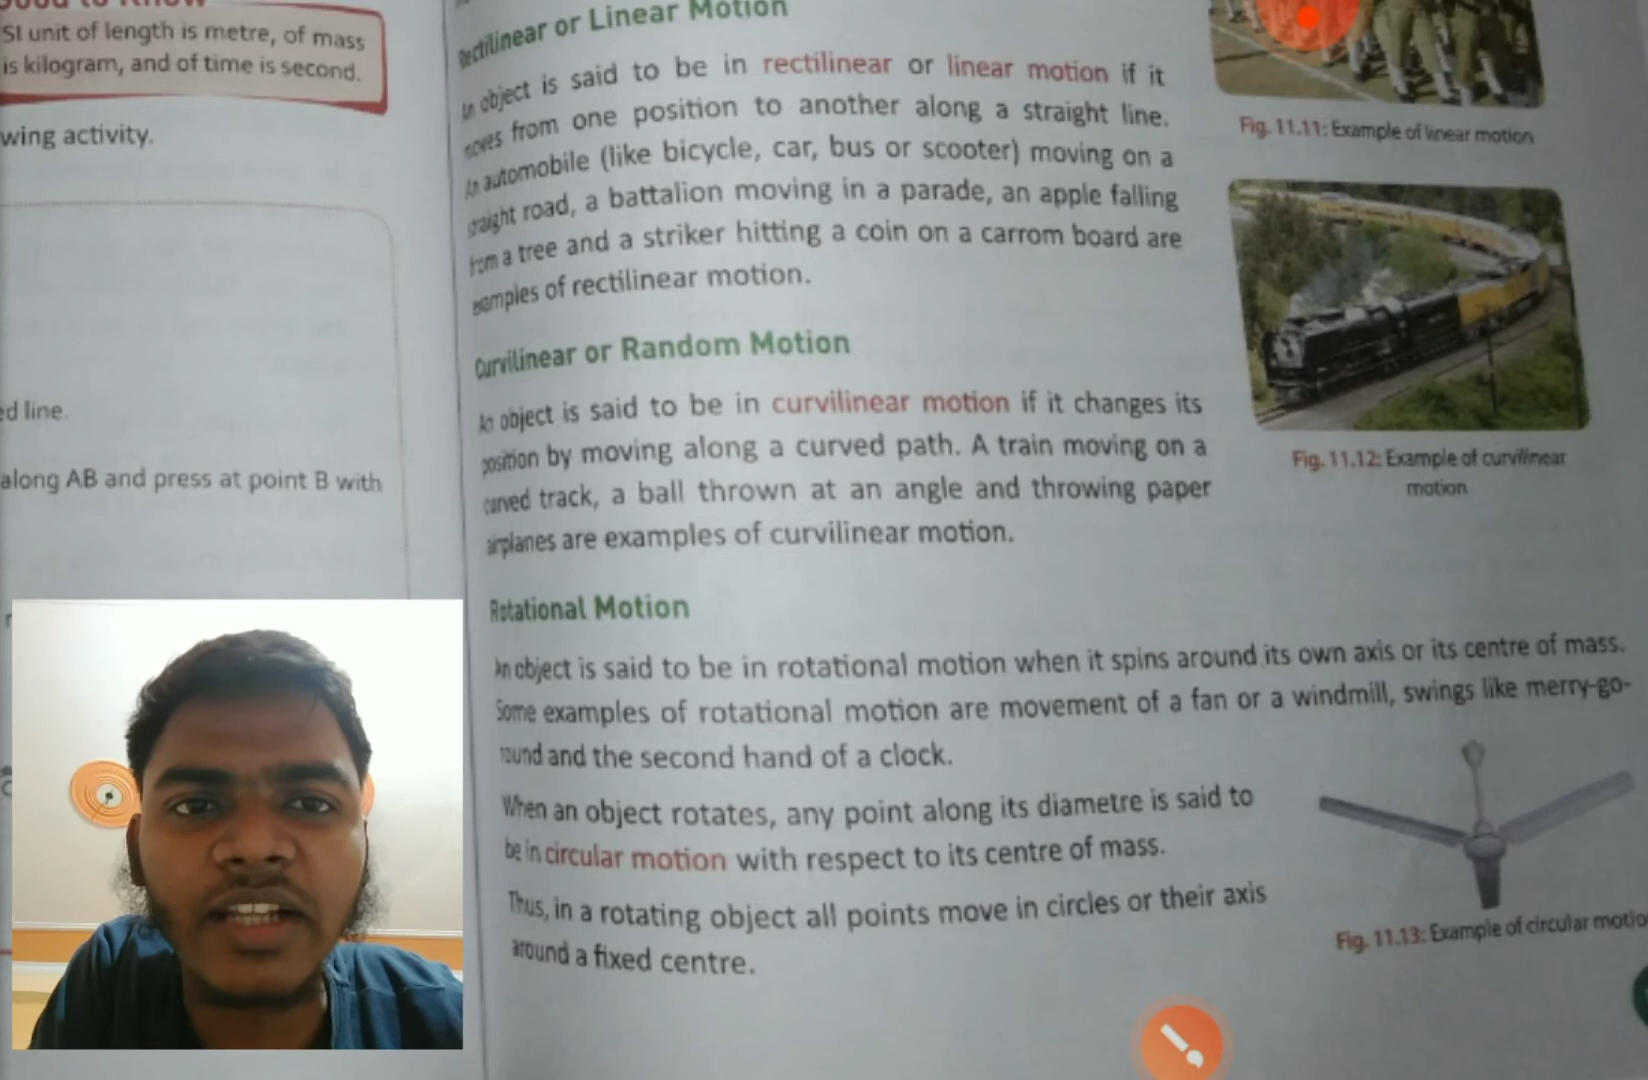 SI unit of length is metre, of mass
is kilogram, and of time is second.
wing activity.
ed line.
along AB and press at point B with
Rectilinear or Linear Motion
An object is said to be in rectilinear or linear motion if it
moves from one position to another along a straight line.
An automobile (like bicycle, car, bus or scooter) moving on a
straight road, a battalion moving in a parade, an apple falling
from a tree and a striker hitting a coin on a carrom board are
examples of rectilinear motion.
Fig. 11.11: Example of linear motion
Curvilinear or Random Motion
An object is said to be in curvilinear motion if it changes its
position by moving along a curved path. A train moving on a
curved track, a ball thrown at an angle and throwing paper
airplanes are examples of curvilinear motion.
Fig. 11.12: Example of curvilinear
motion
Rotational Motion
An object is said to be in rotational motion when it spins around its own axis or its centre of mass.
Some examples of rotational motion are movement of a fan or a windmill, swings like merry-go-
round and the second hand of a clock.
When an object rotates, any point along its diametre is said to
be in circular motion with respect to its centre of mass.
Thus, in a rotating object all points move in circles or their axis
around a fixed centre.
Fig. 11.13: Example of circular motio